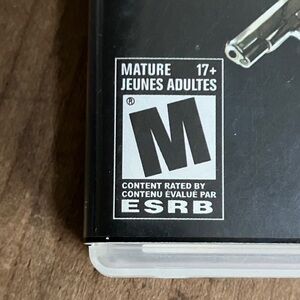 MATURE 17+
JEUNES ADULTES
®
M
CONTENT RATED BY
CONTENU ÉVALUÉ PAR
ESRB